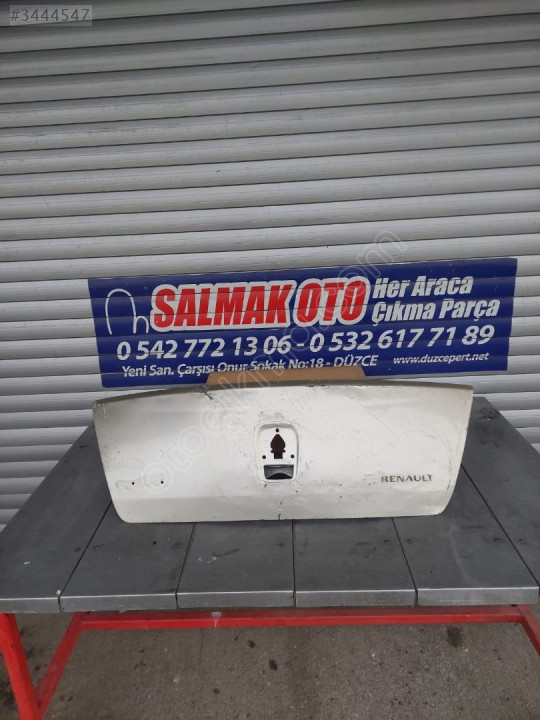 #3444547
SALMAK OTO
Her Araca
Çıkma Parça
0 542 772 13 06 - 0 532 617 71 89
Yeni San. Çarşısı Onur Sokak No:18 - DÜZCE
www.duzcepert.net
RENAULT